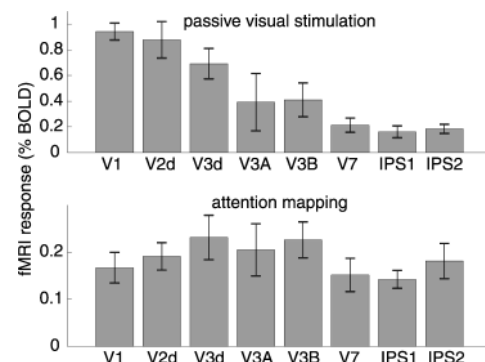 passive visual stimulation
1
0.8
0.6
0.4
0.2
0
V1 V2d V3d V3A V3B V7 IPS1 IPS2
fMRI response (% BOLD)
attention mapping
0.2
0.1
0
V1 V2d V3d V3A V3B V7 IPS1 IPS2